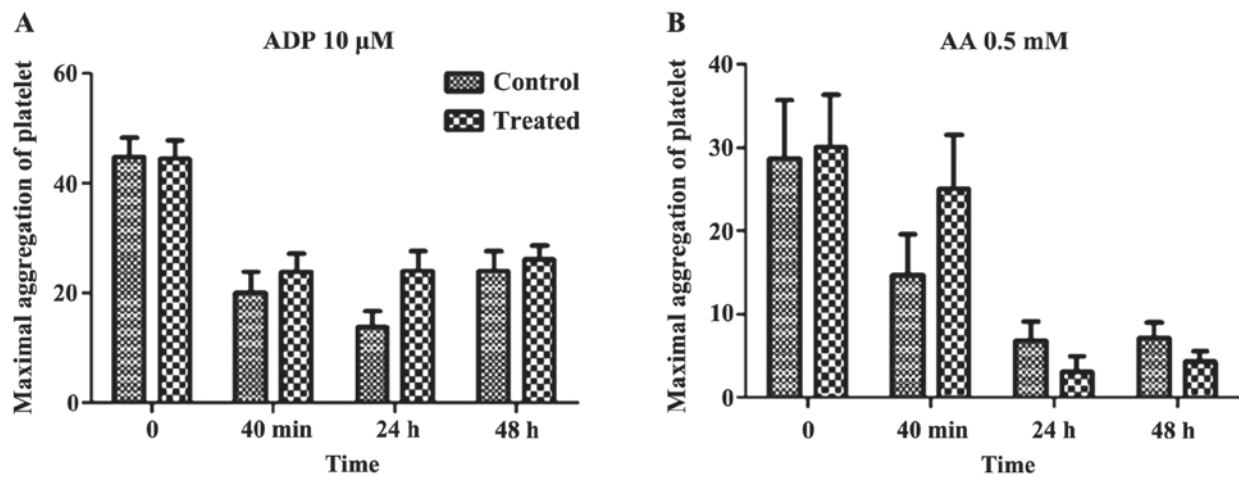 A
ADP 10 μM
Maximal aggregation of platelet
60
40
20
0
Control
Treated
0
40 min
24 h
48 h
Time
B
AA 0.5 mM
Maximal aggregation of platelet
40
30
20
10
0
0
40 min
24 h
48 h
Time